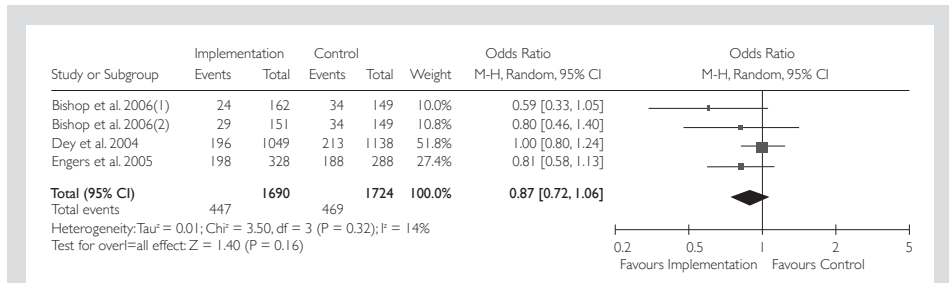 Implementation Control Odds Ratio Odds Ratio
Study or Subgroup Events Total Events Total Weight M-H, Random, 95% CI M-H, Random, 95% CI
Bishop et al. 2006(1) 24 162 34 149 10.0% 0.59 [0.33, 1.05]
Bishop et al. 2006(2) 29 151 34 149 10.8% 0.80 [0.46, 1.40]
Dey et al. 2004 196 1049 213 1138 51.8% 1.00 [0.80, 1.24]
Engers et al. 2005 198 328 188 288 27.4% 0.81 [0.58, 1.13]
Total (95% CI) 1690 1724 100.0% 0.87 [0.72, 1.06]
Total events 447 469
Heterogeneity: Tau² = 0.01; Chi² = 3.50, df = 3 (P = 0.32); I² = 14%
Test for overl=all effect: Z = 1.40 (P = 0.16)
0.2 0.5 1 2 5
Favours Implementation Favours Control